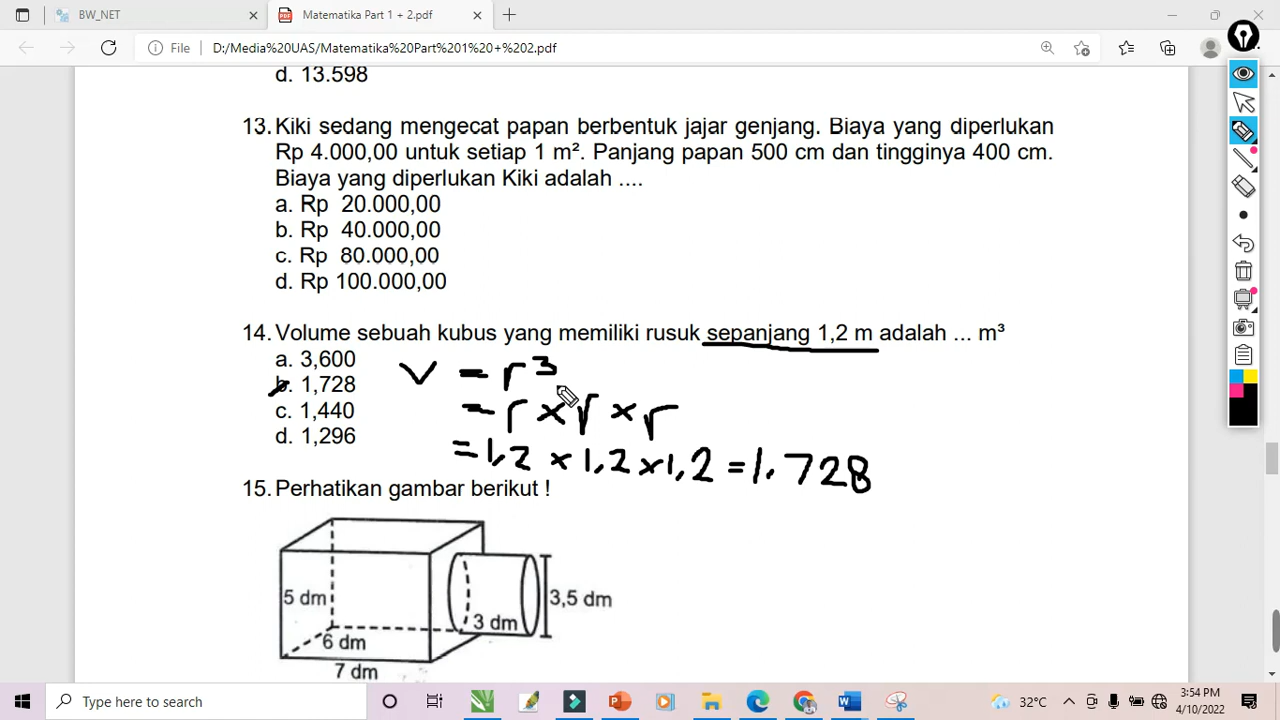 BW_NET
Matematika Part 1 + 2.pdf
File
D:/Media%20UAS/Matematika%20Part%201%20+%202.pdf
d. 13.598
13. Kiki sedang mengecat papan berbentuk jajar genjang. Biaya yang diperlukan
Rp 4.000,00 untuk setiap 1 m². Panjang papan 500 cm dan tingginya 400 cm.
Biaya yang diperlukan Kiki adalah ....
a. Rp 20.000,00
b. Rp 40.000,00
c. Rp 80.000,00
d. Rp 100.000,00
14. Volume sebuah kubus yang memiliki rusuk sepanjang 1,2 m adalah ... m³
a. 3,600
b. 1,728
c. 1,440
d. 1,296
V = r³
= r × r × r
= 1,2 × 1,2 × 1,2 = 1,728
15. Perhatikan gambar berikut !
5 dm
3,5 dm
3 dm
6 dm
7 dm
Type here to search
32°C
3:54 PM
4/10/2022